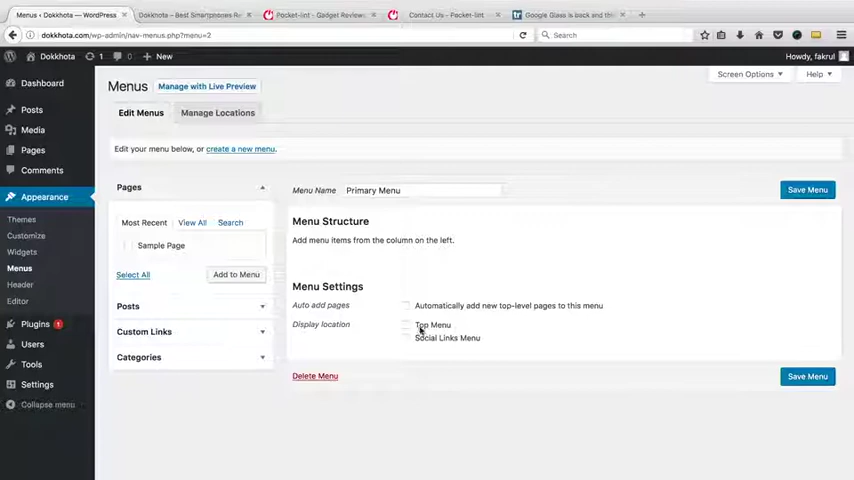 Menus ‹ Dokkhota — WordPress
Dokkhota – Best Smartphones Re
Pocket-lint - Gadget Reviews
Contact Us - Pocket-lint
Google Glass is back and thi
dokkhota.com/wp-admin/nav-menus.php?menu=2
Search
Dokkhota
1
0
New
Howdy, fakrul
Dashboard
Posts
Media
Pages
Comments
Appearance
Themes
Customize
Widgets
Menus
Header
Editor
Plugins 1
Users
Tools
Settings
Collapse menu
Screen Options
Help
Menus
Manage with Live Preview
Edit Menus
Manage Locations
Edit your menu below, or create a new menu.
Pages
Most Recent
View All
Search
Sample Page
Select All
Add to Menu
Posts
Custom Links
Categories
Menu Name
Primary Menu
Save Menu
Menu Structure
Add menu items from the column on the left.
Menu Settings
Auto add pages
Automatically add new top-level pages to this menu
Display location
Top Menu
Social Links Menu
Delete Menu
Save Menu